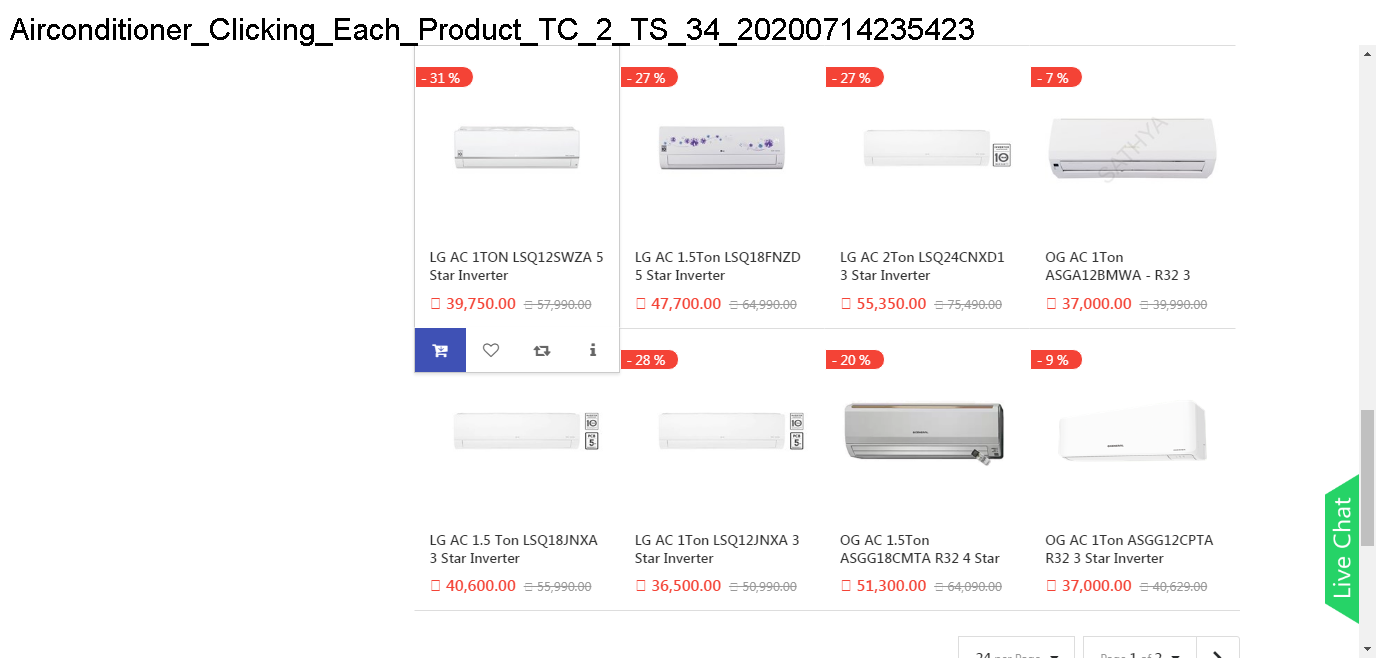 Airconditioner_Clicking_Each_Product_TC_2_TS_34_20200714235423
- 31 %
- 27 %
- 27 %
- 7 %
SATHYA
LG AC 1TON LSQ12SWZA 5
Star Inverter
39,750.00 57,990.00
LG AC 1.5Ton LSQ18FNZD
5 Star Inverter
47,700.00 64,990.00
LG AC 2Ton LSQ24CNXD1
3 Star Inverter
55,350.00 75,490.00
OG AC 1Ton
ASGA12BMWA - R32 3
37,000.00 39,990.00
- 28 %
- 20 %
- 9 %
LG AC 1.5 Ton LSQ18JNXA
3 Star Inverter
40,600.00 55,990.00
LG AC 1Ton LSQ12JNXA 3
Star Inverter
36,500.00 50,990.00
OG AC 1.5Ton
ASGG18CMTA R32 4 Star
51,300.00 64,090.00
OG AC 1Ton ASGG12CPTA
R32 3 Star Inverter
37,000.00 40,629.00
Live Chat
24 per Page
Page 1 of 2